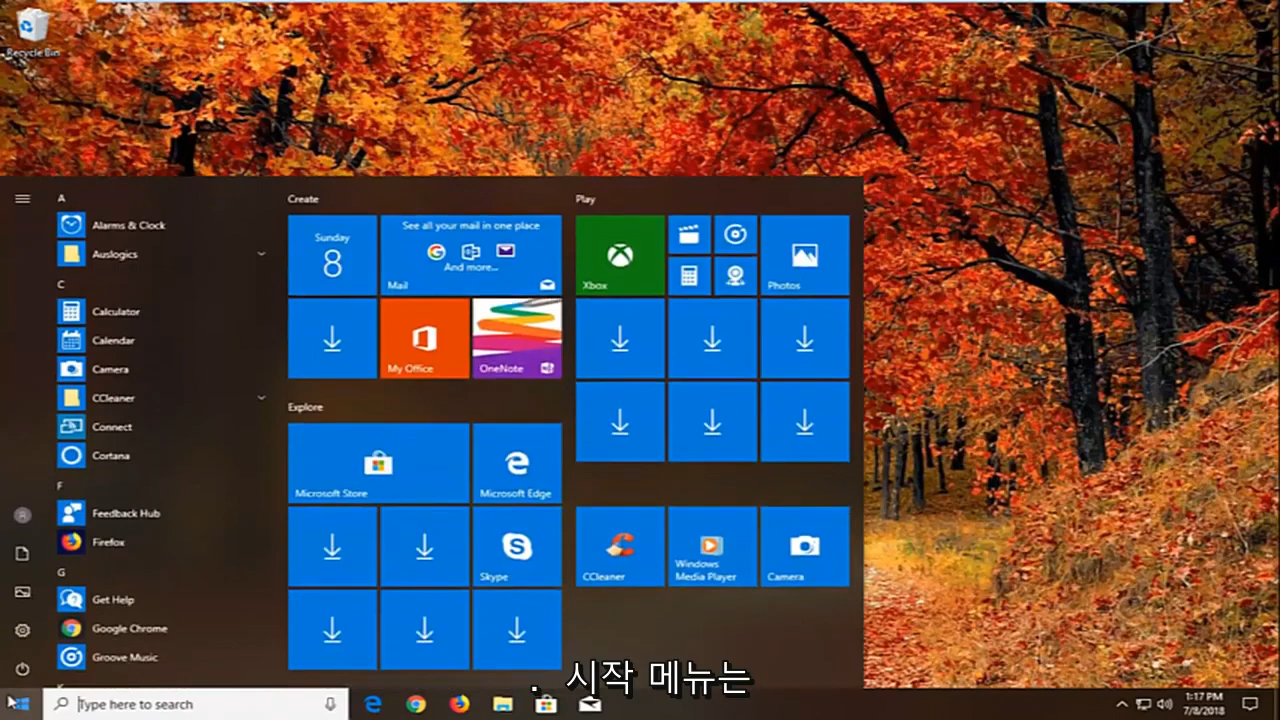 Recycle Bin
A
Alarms & Clock
Auslogics
C
Calculator
Calendar
Camera
CCleaner
Connect
Cortana
F
Feedback Hub
Firefox
G
Get Help
Google Chrome
Groove Music
Create
Sunday
8
See all your mail in one place
And more...
Mail
My Office
OneNote
Explore
Microsoft Store
Microsoft Edge
Skype
Play
Xbox
Photos
CCleaner
Windows
Media Player
Camera
. 시작 메뉴는
Type here to search
1:17 PM
7/8/2018